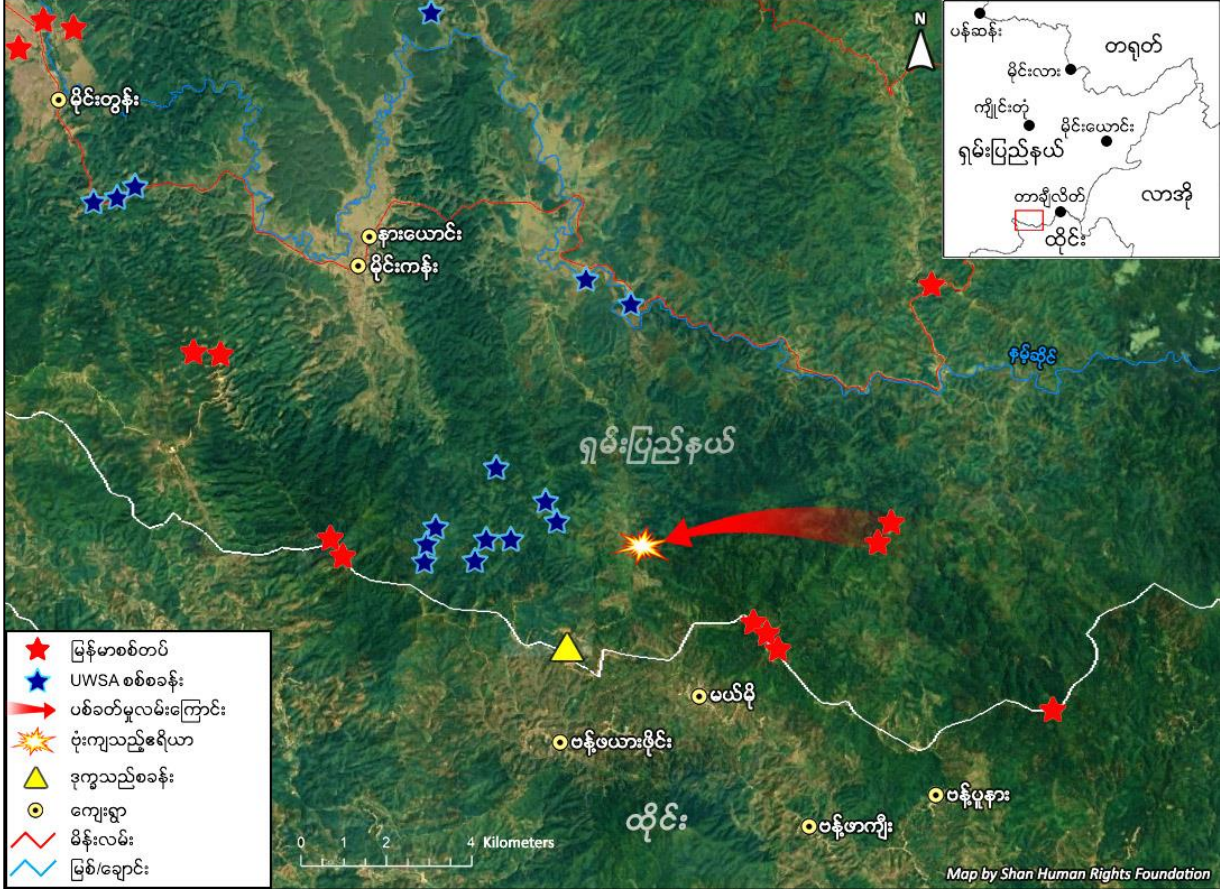 N
ပန်ဆန်း
တရုတ်
မိုင်းလား
ကျိုင်းတုံ
မိုင်းယောင်း
ရှမ်းပြည်နယ်
လာအို
တာချီလိတ်
ထိုင်း
မိုင်းတွန်း
နားယောင်း
မိုင်းကန်း
နမ့်ဆိုင်
ရှမ်းပြည်နယ်
မယ်မို
ဗန့်ဖယားဖိုင်း
ဗန့်ပူနား
ဗန့်ဖာကျီး
ထိုင်း
မြန်မာစစ်တပ်
UWSA စစ်စခန်း
ပစ်ခတ်မှုလမ်းကြောင်း
ဗုံးကျသည့်ဧရိယာ
ဒုက္ခသည်စခန်း
ကျေးရွာ
မိန်းလမ်း
မြစ်/ချောင်း
0 1 2 4 Kilometers
Map by Shan Human Rights Foundation